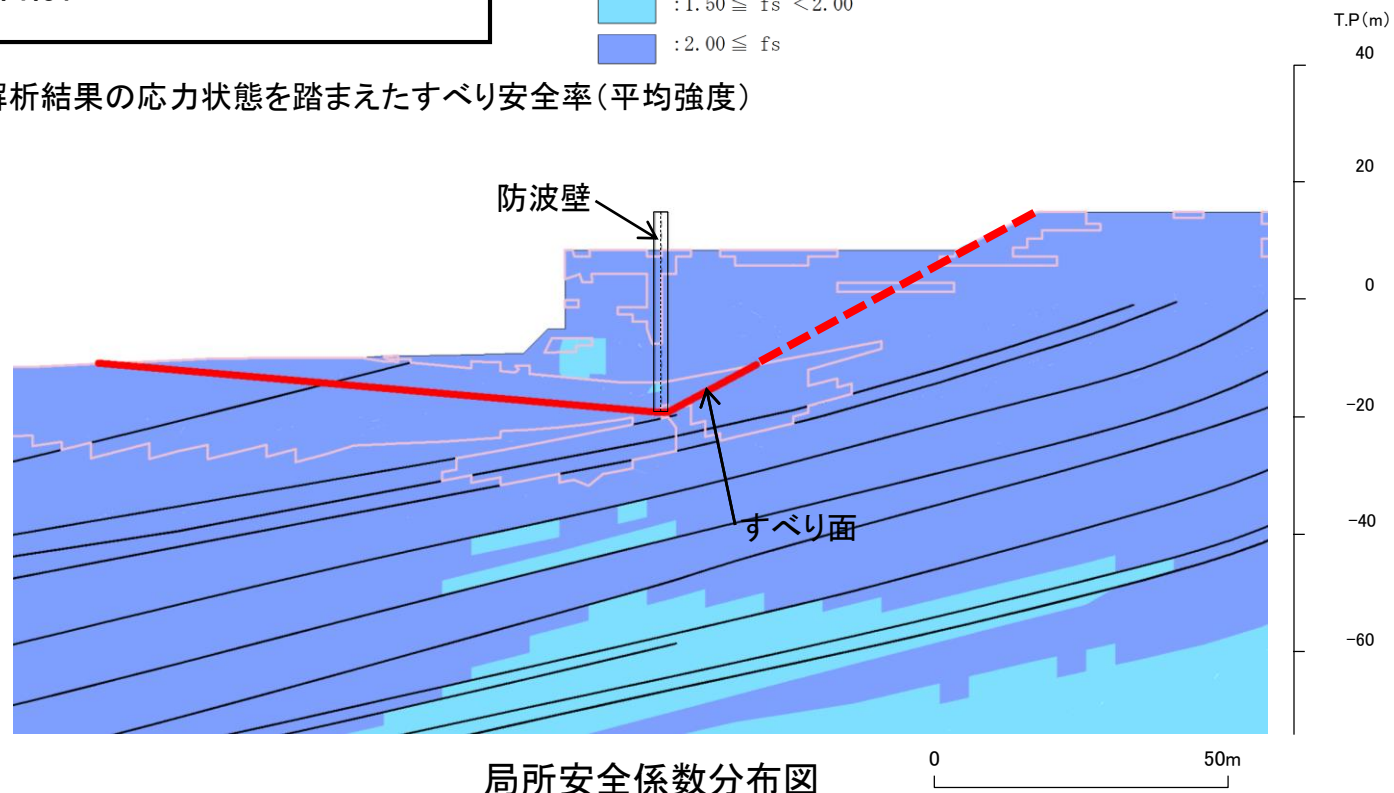 :1.50≦ fs <2.00
:2.00≦ fs
解析結果の応力状態を踏まえたすべり安全率(平均強度)
T.P(m)
40
20
0
-20
-40
-60
防波壁
すべり面
局所安全係数分布図
0 50m